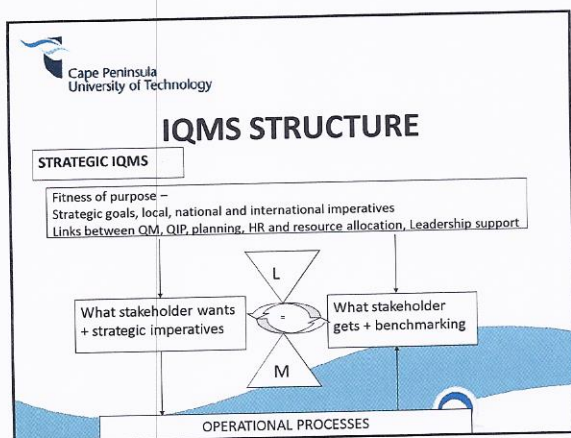 Cape Peninsula
University of Technology
IQMS STRUCTURE
STRATEGIC IQMS
Fitness of purpose –
Strategic goals, local, national and international imperatives
Links between QM, QIP, planning, HR and resource allocation, Leadership support
L
What stakeholder wants
+ strategic imperatives
=
What stakeholder
gets + benchmarking
M
OPERATIONAL PROCESSES